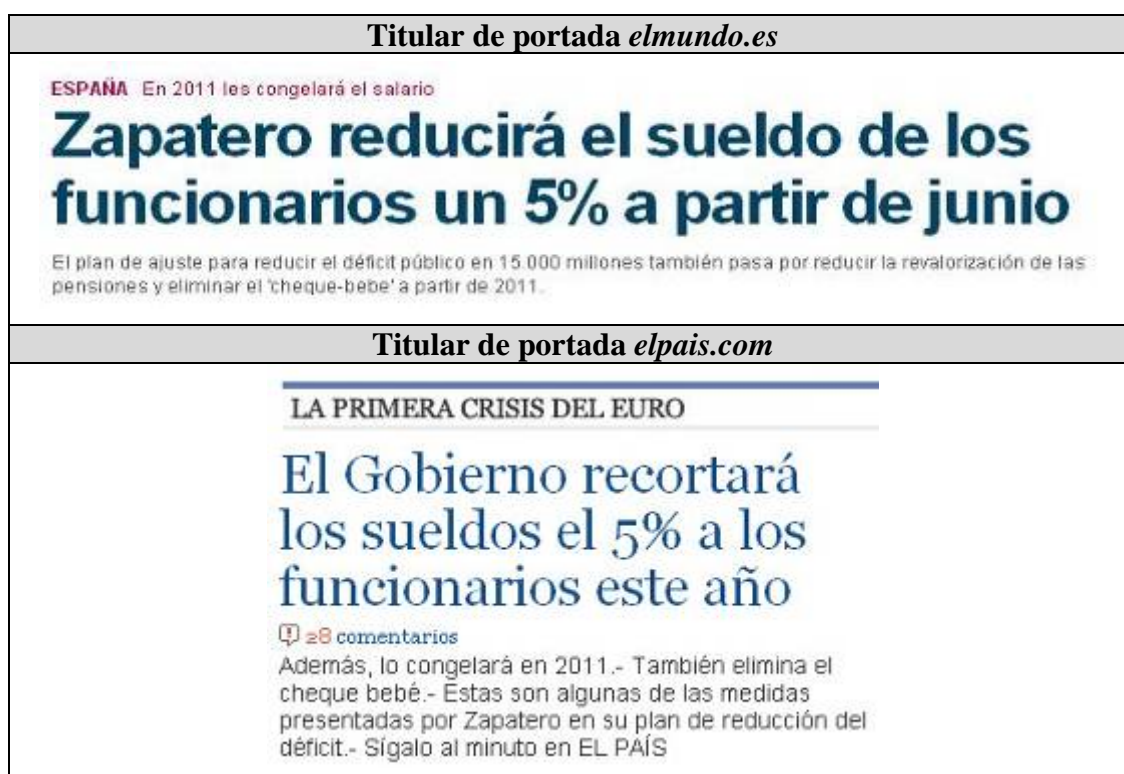 Titular de portada elmundo.es
ESPAÑA En 2011 les congelará el salario
Zapatero reducirá el sueldo de los
funcionarios un 5% a partir de junio
El plan de ajuste para reducir el déficit público en 15.000 millones también pasa por reducir la revalorización de las
pensiones y eliminar el 'cheque-bebe' a partir de 2011.
Titular de portada elpais.com
LA PRIMERA CRISIS DEL EURO
El Gobierno recortará
los sueldos el 5% a los
funcionarios este año
28 comentarios
Además, lo congelará en 2011.- También elimina el
cheque bebé.- Estas son algunas de las medidas
presentadas por Zapatero en su plan de reducción del
déficit.- Sígalo al minuto en EL PAÍS